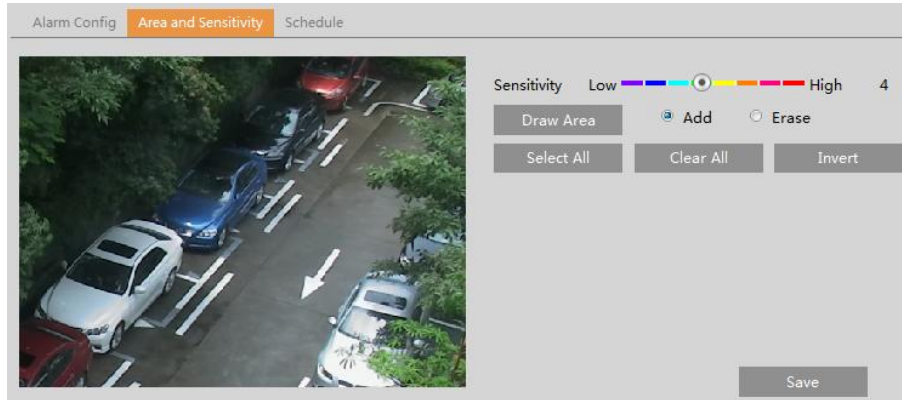 Alarm Config Area and Sensitivity Schedule
Sensitivity Low High 4
Draw Area Add Erase
Select All Clear All Invert
Save